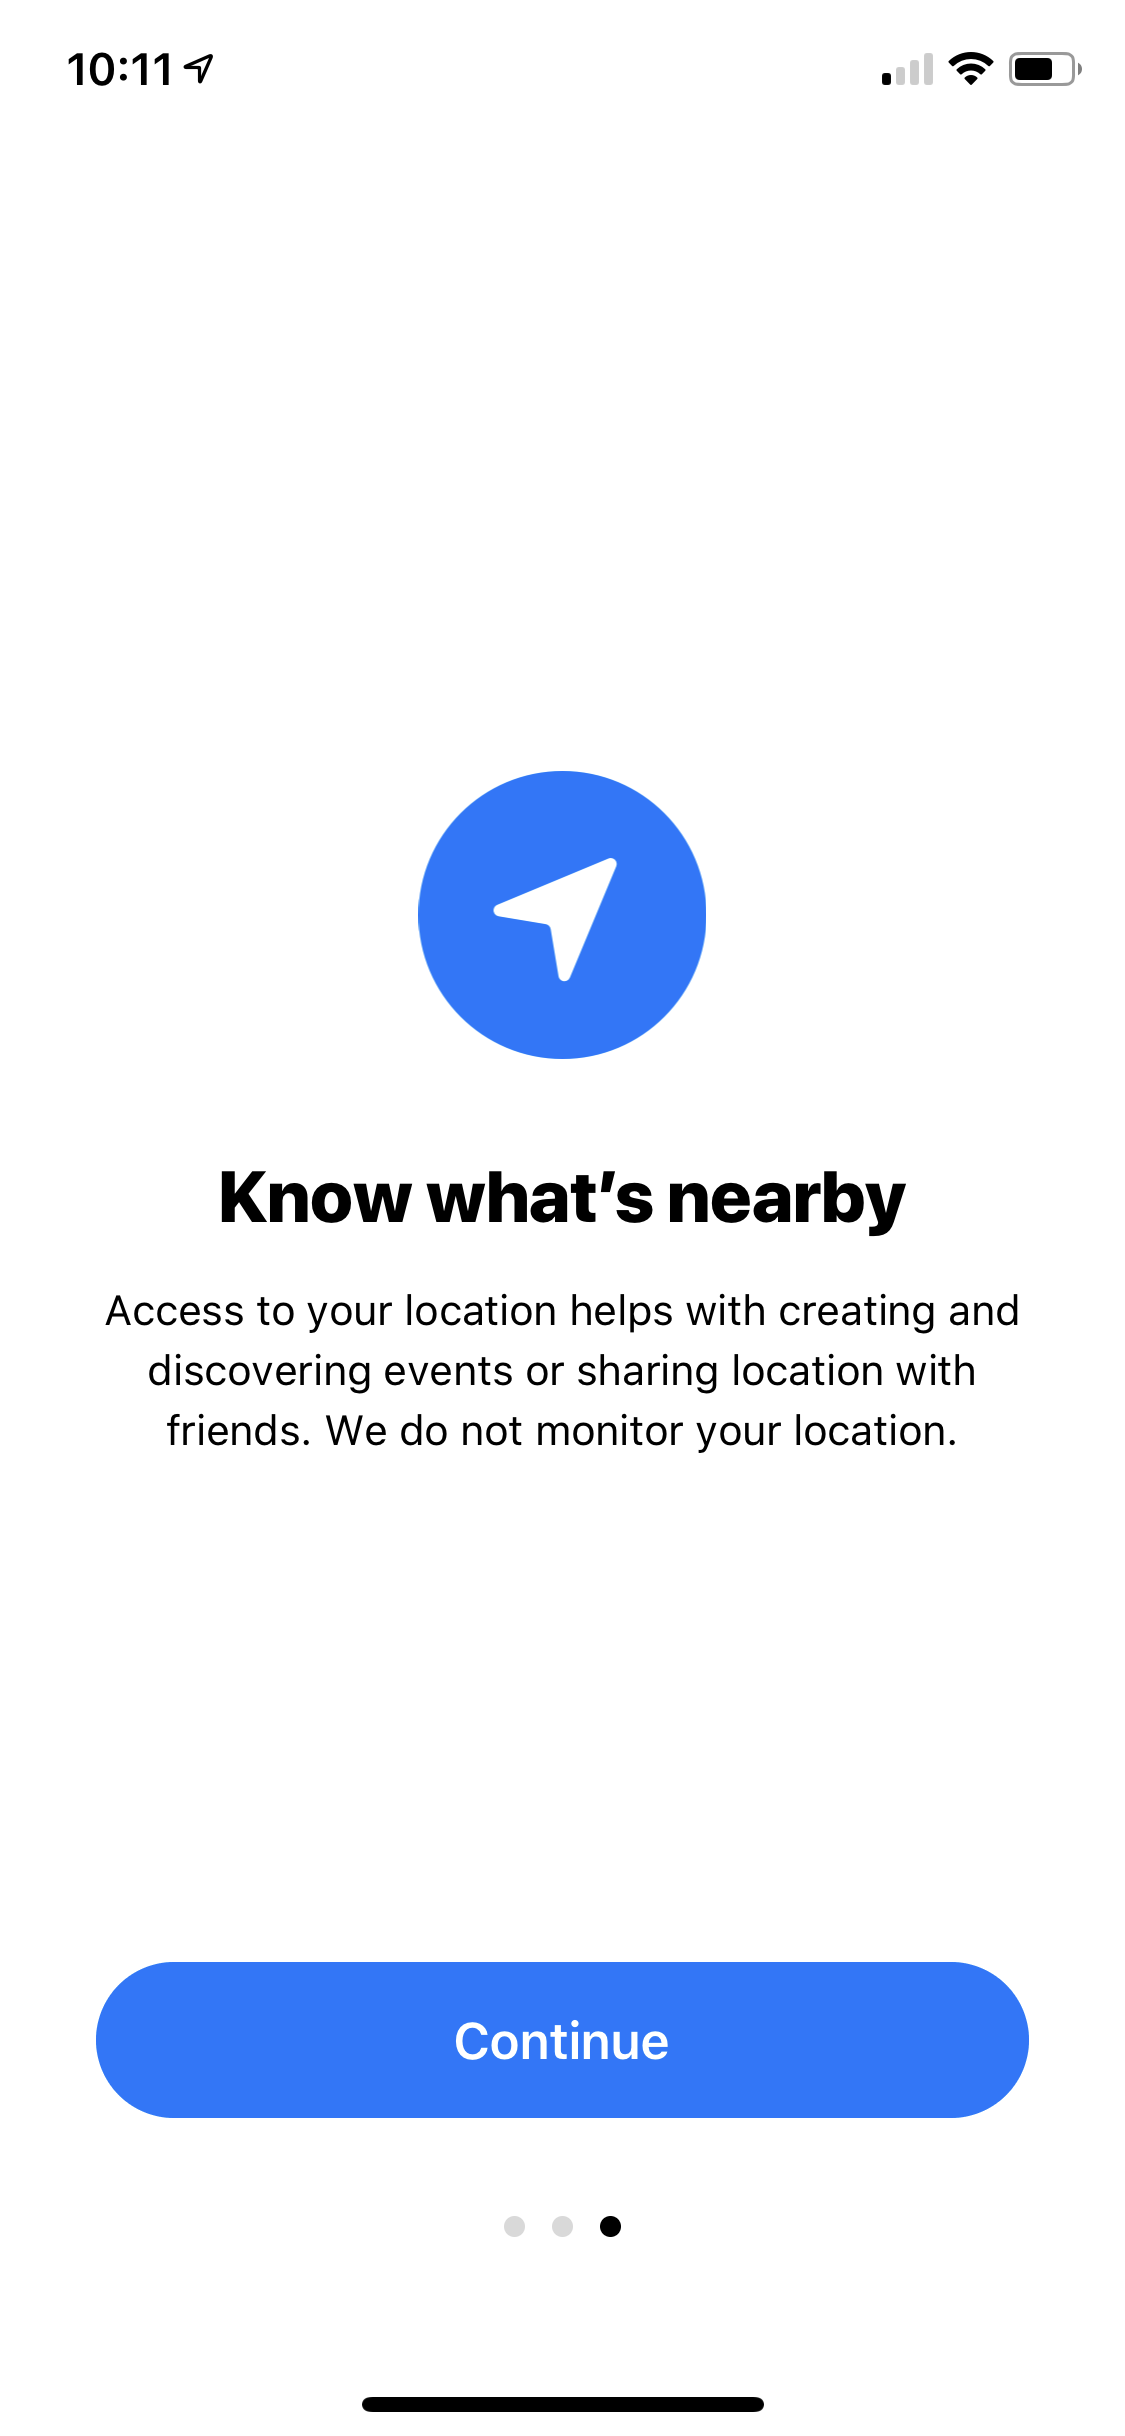 10:11
Know what’s nearby
Access to your location helps with creating and
discovering events or sharing location with
friends. We do not monitor your location.
Continue